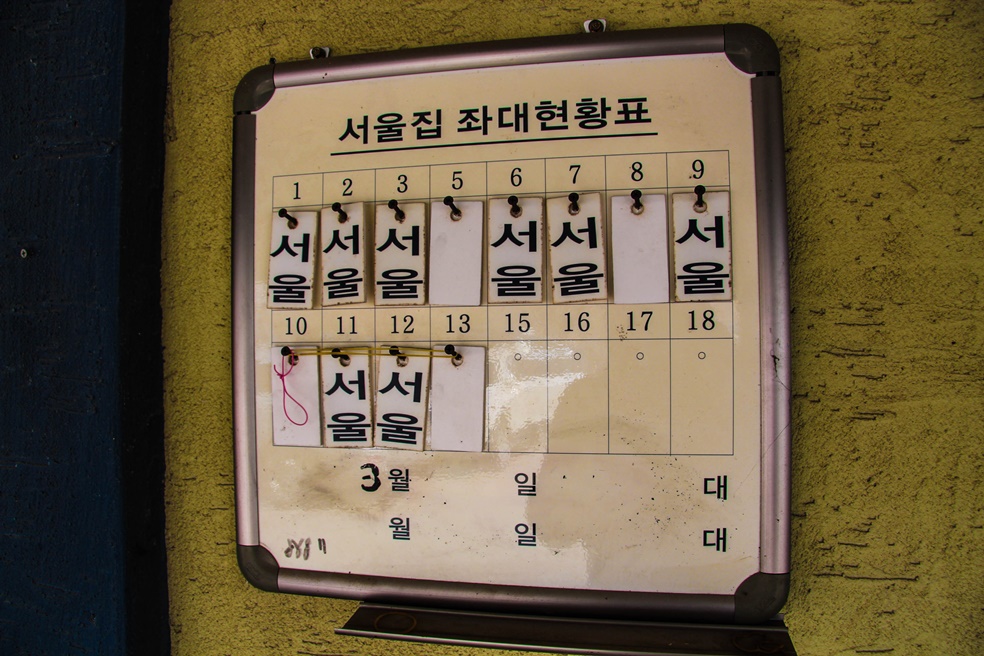 서울집 좌대현황표
1 2 3 5 6 7 8 9
서울 서울 서울 서울 서울 서울
10 11 12 13 15 16 17 18
서울 서울
3월 일 대
월 일 대